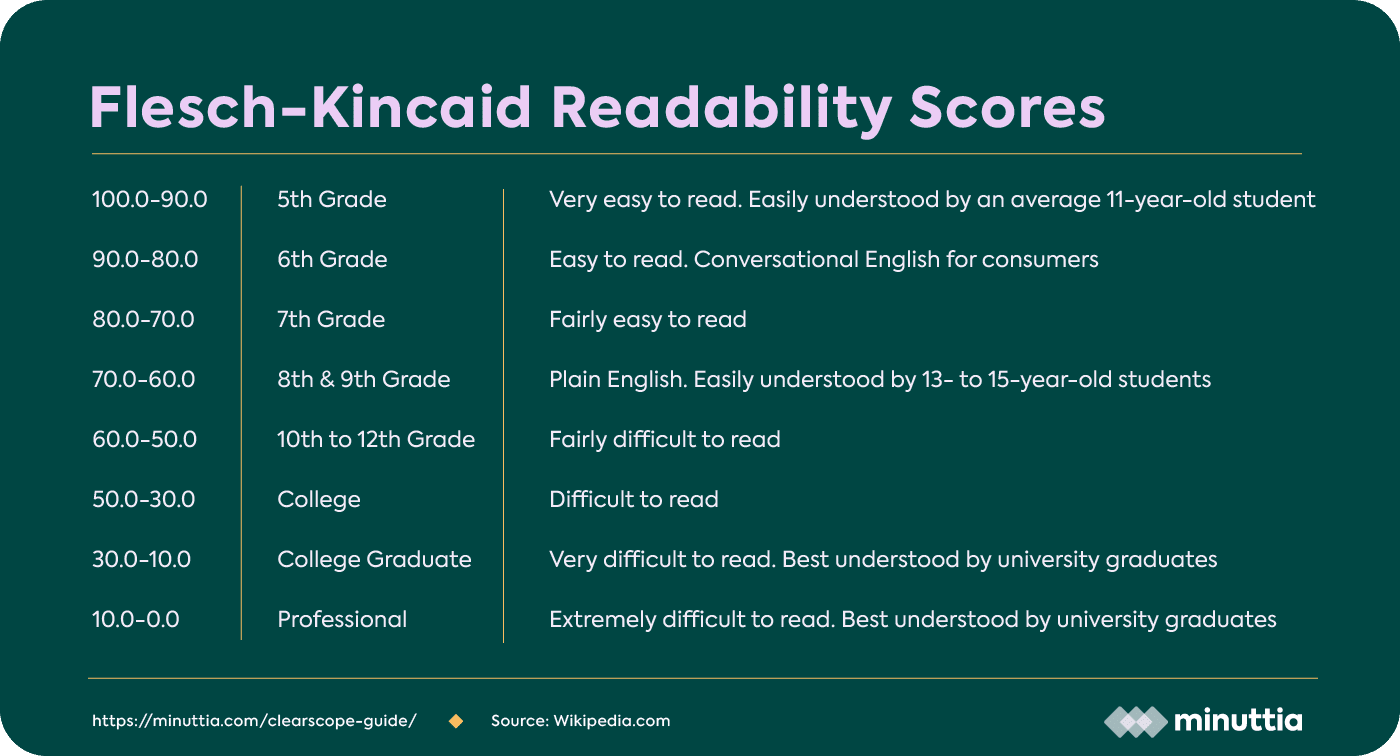 Flesch-Kincaid Readability Scores
100.0-90.0 5th Grade Very easy to read. Easily understood by an average 11-year-old student
90.0-80.0 6th Grade Easy to read. Conversational English for consumers
80.0-70.0 7th Grade Fairly easy to read
70.0-60.0 8th & 9th Grade Plain English. Easily understood by 13- to 15-year-old students
60.0-50.0 10th to 12th Grade Fairly difficult to read
50.0-30.0 College Difficult to read
30.0-10.0 College Graduate Very difficult to read. Best understood by university graduates
10.0-0.0 Professional Extremely difficult to read. Best understood by university graduates
https://minuttia.com/clearscope-guide/ Source: Wikipedia.com minuttia